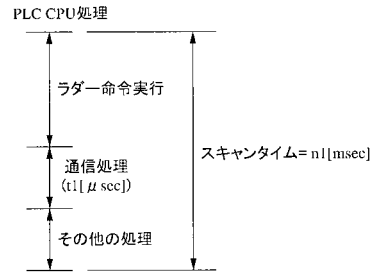 PLC CPU処理
ラダー命令実行
通信処理
(t1[μsec])
スキャンタイム=n1[msec]
その他の処理